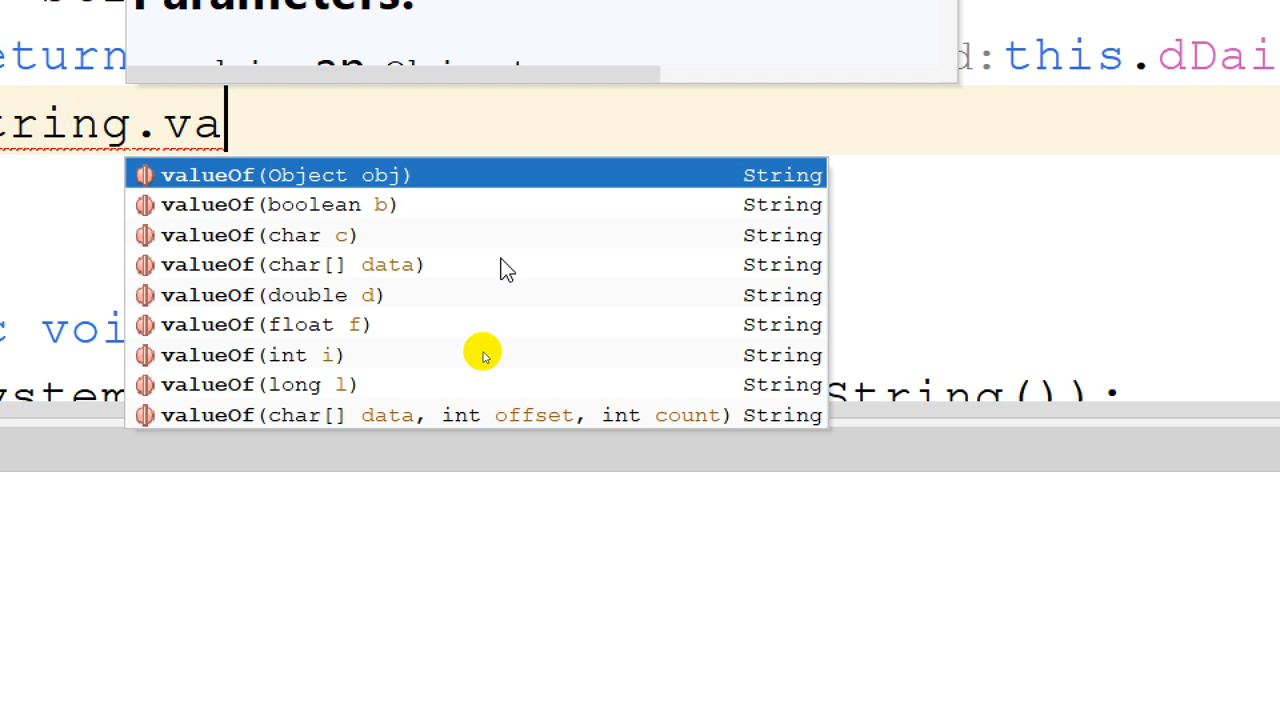 Parameters:
eturn d:this.dDai
tring.va
valueOf(Object obj) String
valueOf(boolean b) String
valueOf(char c) String
valueOf(char[] data) String
valueOf(double d) String
valueOf(float f) String
valueOf(int i) String
valueOf(long l) String
valueOf(char[] data, int offset, int count) String
c voi
ystem String());